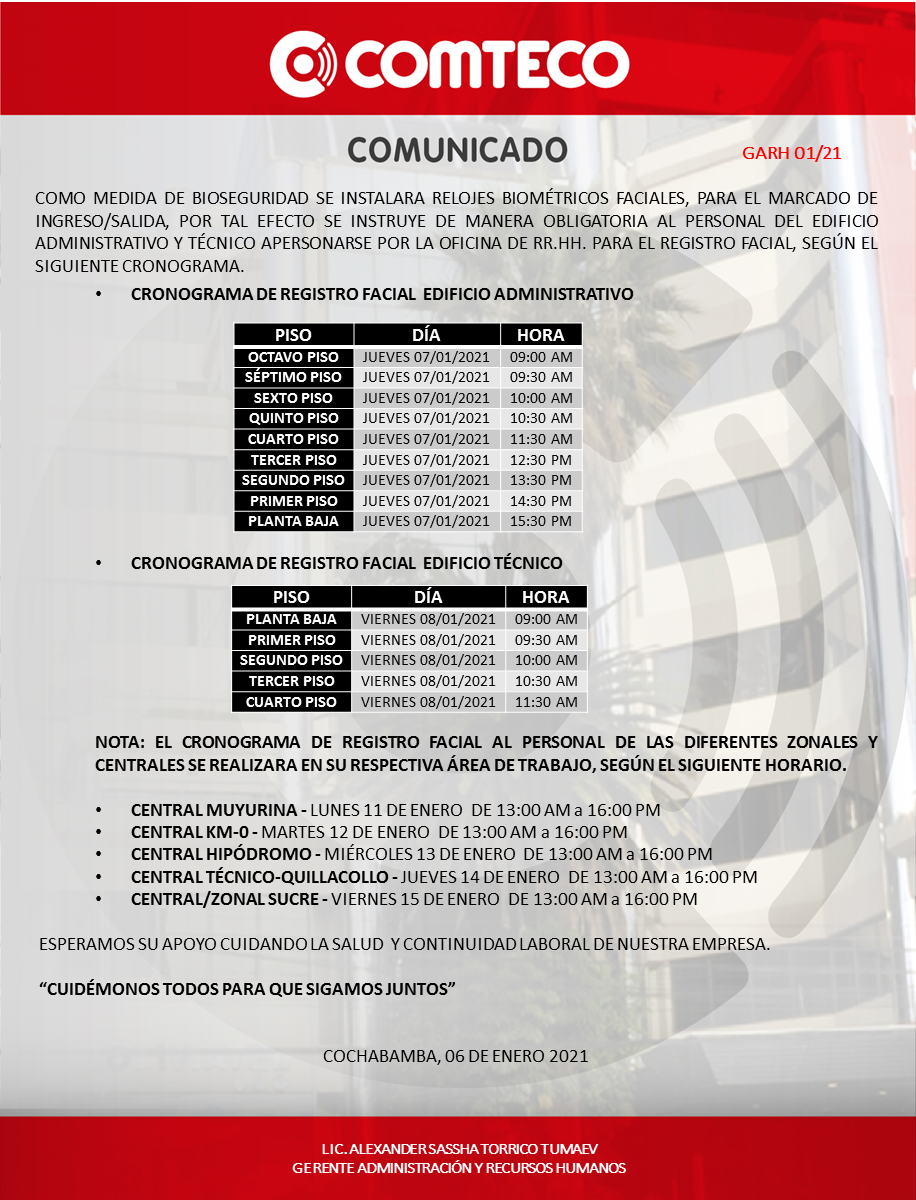 COMTECO
COMUNICADO
GARH 01/21
COMO MEDIDA DE BIOSEGURIDAD SE INSTALARA RELOJES BIOMÉTRICOS FACIALES, PARA EL MARCADO DE
INGRESO/SALIDA, POR TAL EFECTO SE INSTRUYE DE MANERA OBLIGATORIA AL PERSONAL DEL EDIFICIO
ADMINISTRATIVO Y TÉCNICO APERSONARSE POR LA OFICINA DE RR.HH. PARA EL REGISTRO FACIAL, SEGÚN EL
SIGUIENTE CRONOGRAMA.
• CRONOGRAMA DE REGISTRO FACIAL EDIFICIO ADMINISTRATIVO
PISO DÍA HORA
OCTAVO PISO JUEVES 07/01/2021 09:00 AM
SÉPTIMO PISO JUEVES 07/01/2021 09:30 AM
SEXTO PISO JUEVES 07/01/2021 10:00 AM
QUINTO PISO JUEVES 07/01/2021 10:30 AM
CUARTO PISO JUEVES 07/01/2021 11:30 AM
TERCER PISO JUEVES 07/01/2021 12:30 PM
SEGUNDO PISO JUEVES 07/01/2021 13:30 PM
PRIMER PISO JUEVES 07/01/2021 14:30 PM
PLANTA BAJA JUEVES 07/01/2021 15:30 PM
• CRONOGRAMA DE REGISTRO FACIAL EDIFICIO TÉCNICO
PISO DÍA HORA
PLANTA BAJA VIERNES 08/01/2021 09:00 AM
PRIMER PISO VIERNES 08/01/2021 09:30 AM
SEGUNDO PISO VIERNES 08/01/2021 10:00 AM
TERCER PISO VIERNES 08/01/2021 10:30 AM
CUARTO PISO VIERNES 08/01/2021 11:30 AM
NOTA: EL CRONOGRAMA DE REGISTRO FACIAL AL PERSONAL DE LAS DIFERENTES ZONALES Y
CENTRALES SE REALIZARA EN SU RESPECTIVA ÁREA DE TRABAJO, SEGÚN EL SIGUIENTE HORARIO.
• CENTRAL MUYURINA - LUNES 11 DE ENERO DE 13:00 AM a 16:00 PM
• CENTRAL KM-0 - MARTES 12 DE ENERO DE 13:00 AM a 16:00 PM
• CENTRAL HIPÓDROMO - MIÉRCOLES 13 DE ENERO DE 13:00 AM a 16:00 PM
• CENTRAL TÉCNICO-QUILLACOLLO - JUEVES 14 DE ENERO DE 13:00 AM a 16:00 PM
• CENTRAL/ZONAL SUCRE - VIERNES 15 DE ENERO DE 13:00 AM a 16:00 PM
ESPERAMOS SU APOYO CUIDANDO LA SALUD Y CONTINUIDAD LABORAL DE NUESTRA EMPRESA.
“CUIDÉMONOS TODOS PARA QUE SIGAMOS JUNTOS”
COCHABAMBA, 06 DE ENERO 2021
LIC. ALEXANDER SASSHA TORRICO TUMAEV
GERENTE ADMINISTRACIÓN Y RECURSOS HUMANOS